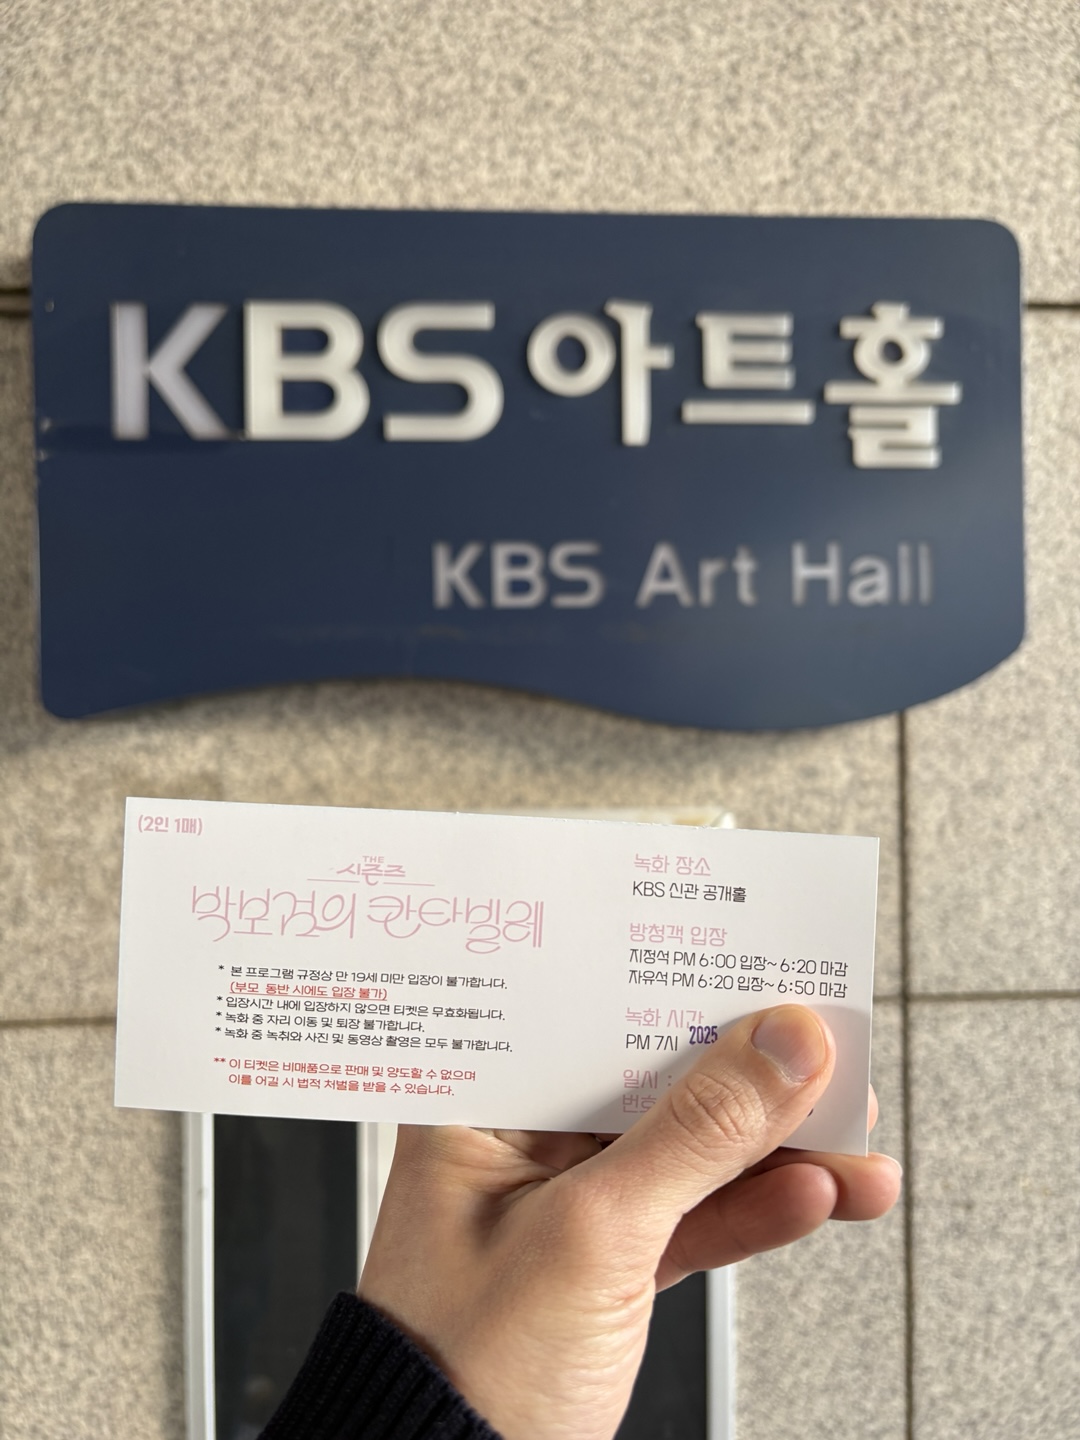 KBS 아트홀
KBS Art Hall
(2인 1매)
THE
시즌즈
박보검의 칸타빌레
* 본 프로그램 규정상 만 19세 미만 입장이 불가합니다.
(부모 동반 시에도 입장 불가)
* 입장시간 내에 입장하지 않으면 티켓은 무효화됩니다.
* 녹화 중 자리 이동 및 퇴장 불가합니다.
* 녹화 중 녹취와 사진 및 동영상 촬영은 모두 불가합니다.
** 이 티켓은 비매품으로 판매 및 양도할 수 없으며
이를 어길 시 법적 처벌을 받을 수 있습니다.
녹화 장소
KBS 신관 공개홀
방청객 입장
지정석 PM 6:00 입장~ 6:20 마감
자유석 PM 6:20 입장~ 6:50 마감
녹화 시간
PM 7시
2025
일시 :
번호